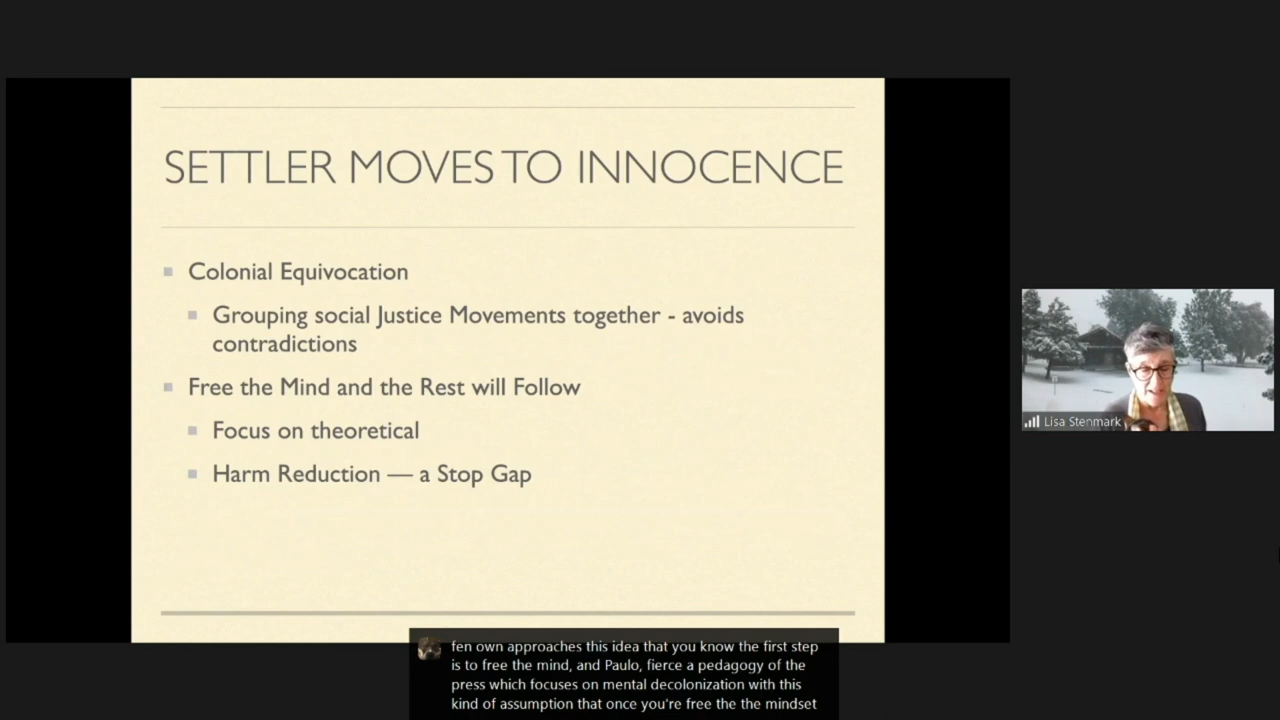 SETTLER MOVES TO INNOCENCE
Colonial Equivocation
Grouping social Justice Movements together - avoids
contradictions
Free the Mind and the Rest will Follow
Focus on theoretical
Harm Reduction — a Stop Gap
Lisa Stenmark
fen own approaches this idea that you know the first step
is to free the mind, and Paulo, fierce a pedagogy of the
press which focuses on mental decolonization with this
kind of assumption that once you're free the the mindset